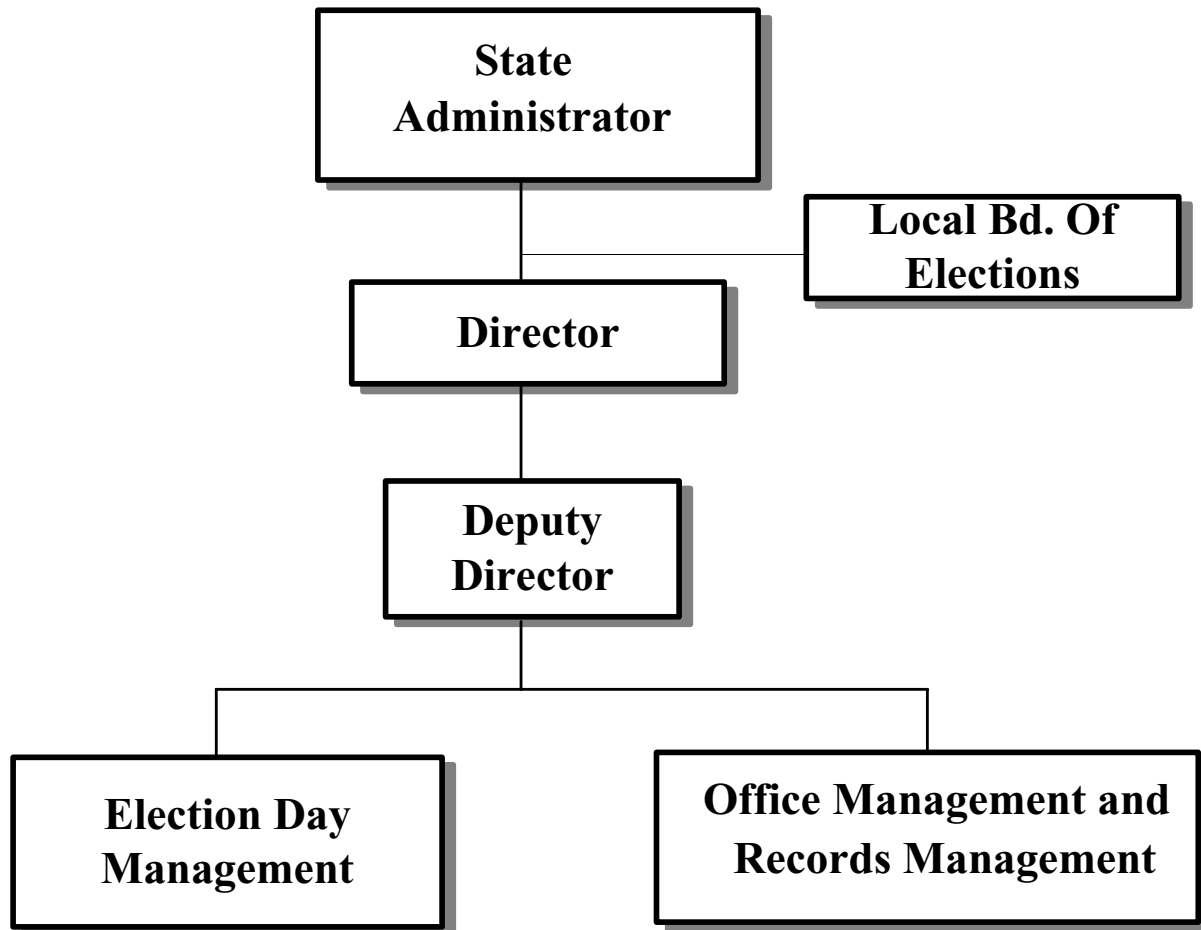 State
Administrator
Local Bd. Of
Elections
Director
Deputy
Director
Election Day
Management
Office Management and
Records Management